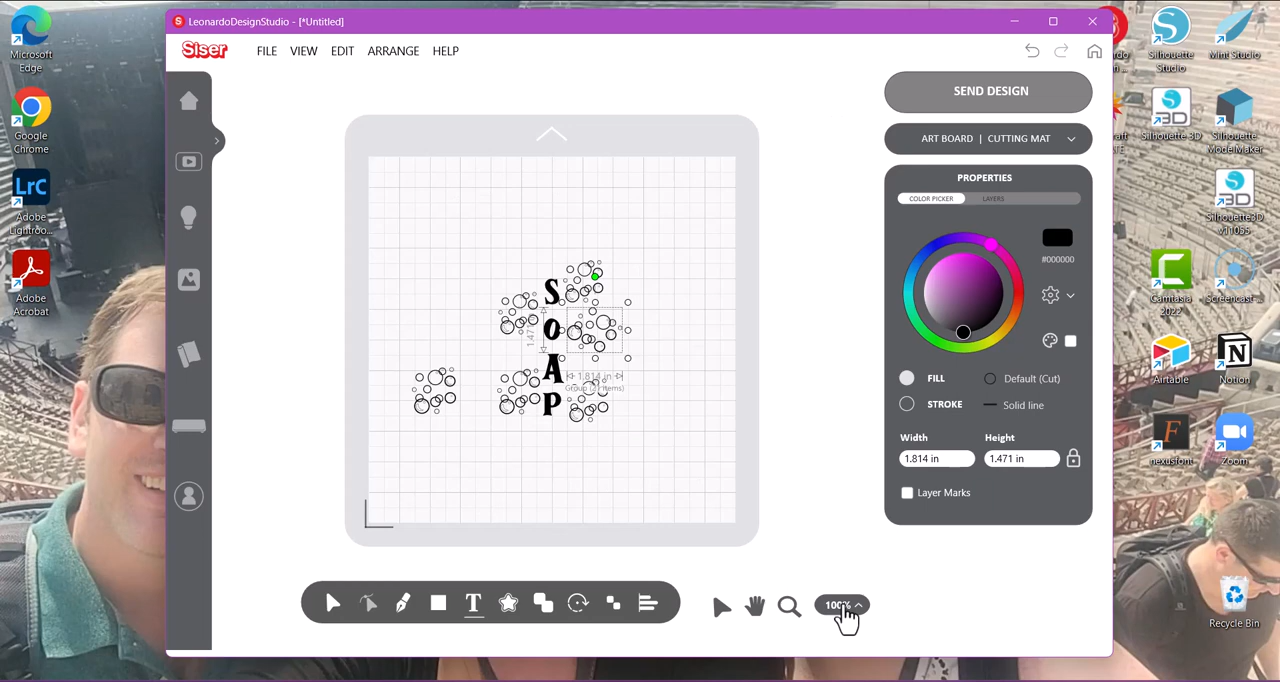 LeonardoDesignStudio - [*Untitled]
Siser
FILE VIEW EDIT ARRANGE HELP
SEND DESIGN
ART BOARD | CUTTING MAT
PROPERTIES
COLOR PICKER
LAYERS
#000000
FILL
Default (Cut)
STROKE
Solid line
Width
Height
1.814 in
1.471 in
Layer Marks
S
O
A
P
1.814 in
100%
T
Microsoft
Edge
Google
Chrome
Lrc
Adobe
Lightroo...
Adobe
Acrobat
Silhouette
Studio
Mint Studio
Silhouette 3D
Silhouette
ModelMaker
Silhouette3D
Camtasia
2022
Screencast-...
Airtable
Notion
nexusfont
Zoom
Recycle Bin